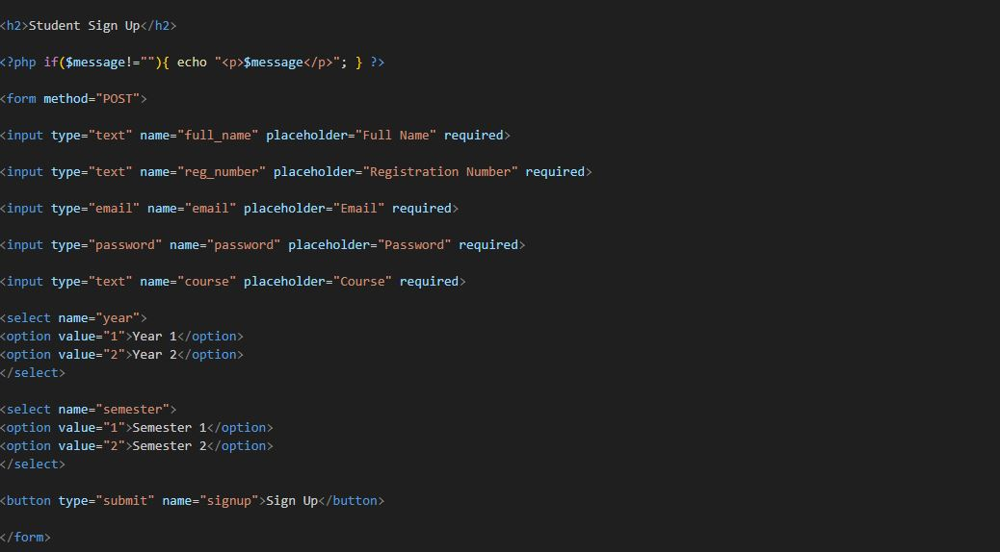 <h2>Student Sign Up</h2>
<?php if($message!=""){ echo "<p>$message</p>"; } ?>
<form method="POST">
<input type="text" name="full_name" placeholder="Full Name" required>
<input type="text" name="reg_number" placeholder="Registration Number" required>
<input type="email" name="email" placeholder="Email" required>
<input type="password" name="password" placeholder="Password" required>
<input type="text" name="course" placeholder="Course" required>
<select name="year">
<option value="1">Year 1</option>
<option value="2">Year 2</option>
</select>
<select name="semester">
<option value="1">Semester 1</option>
<option value="2">Semester 2</option>
</select>
<button type="submit" name="signup">Sign Up</button>
</form>